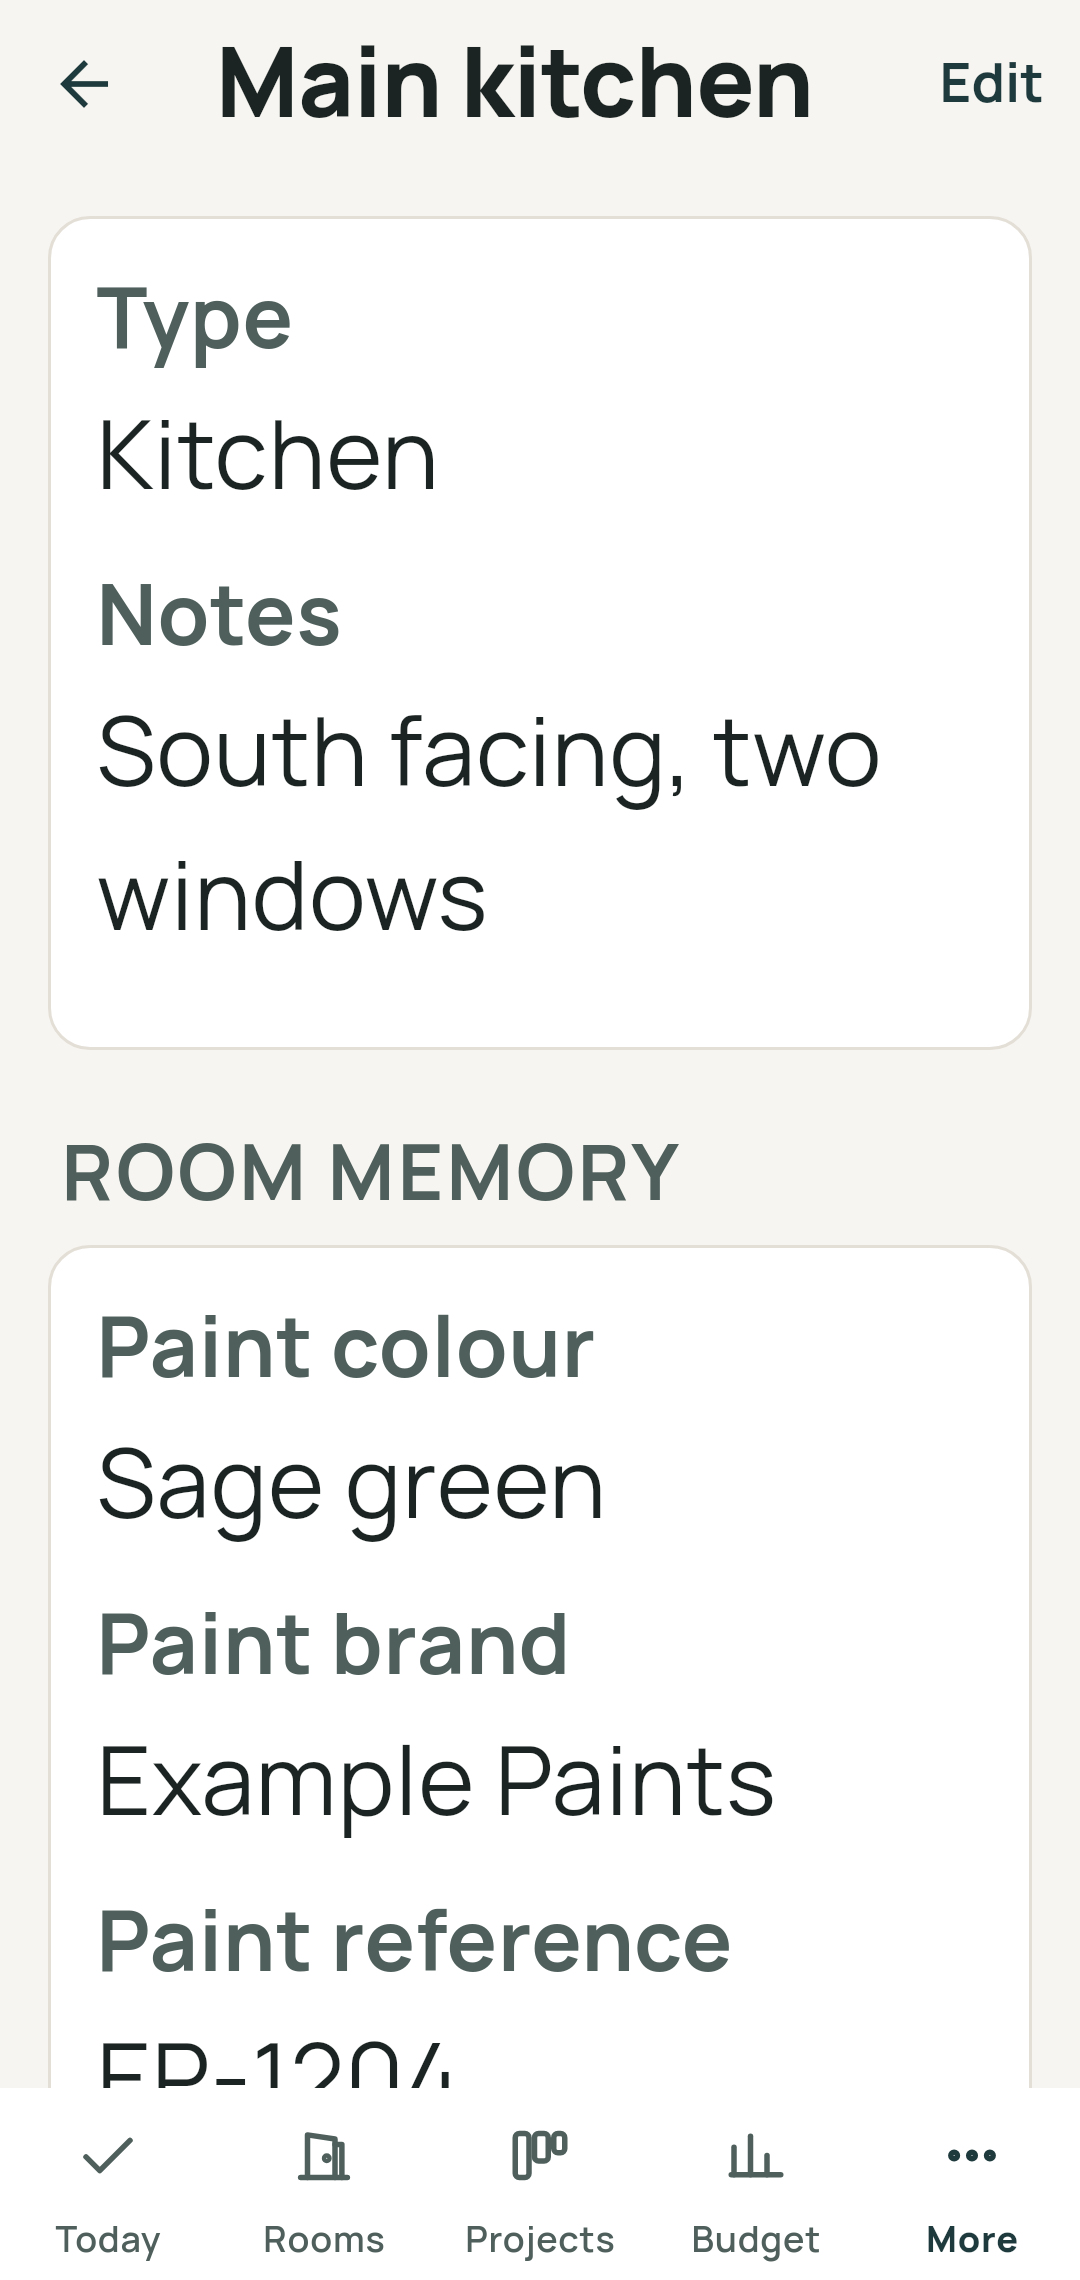 Main kitchen
Edit
Type
Kitchen
Notes
South facing, two
windows
ROOM MEMORY
Paint colour
Sage green
Paint brand
Example Paints
Paint reference
Today
Rooms
Projects
Budget
More